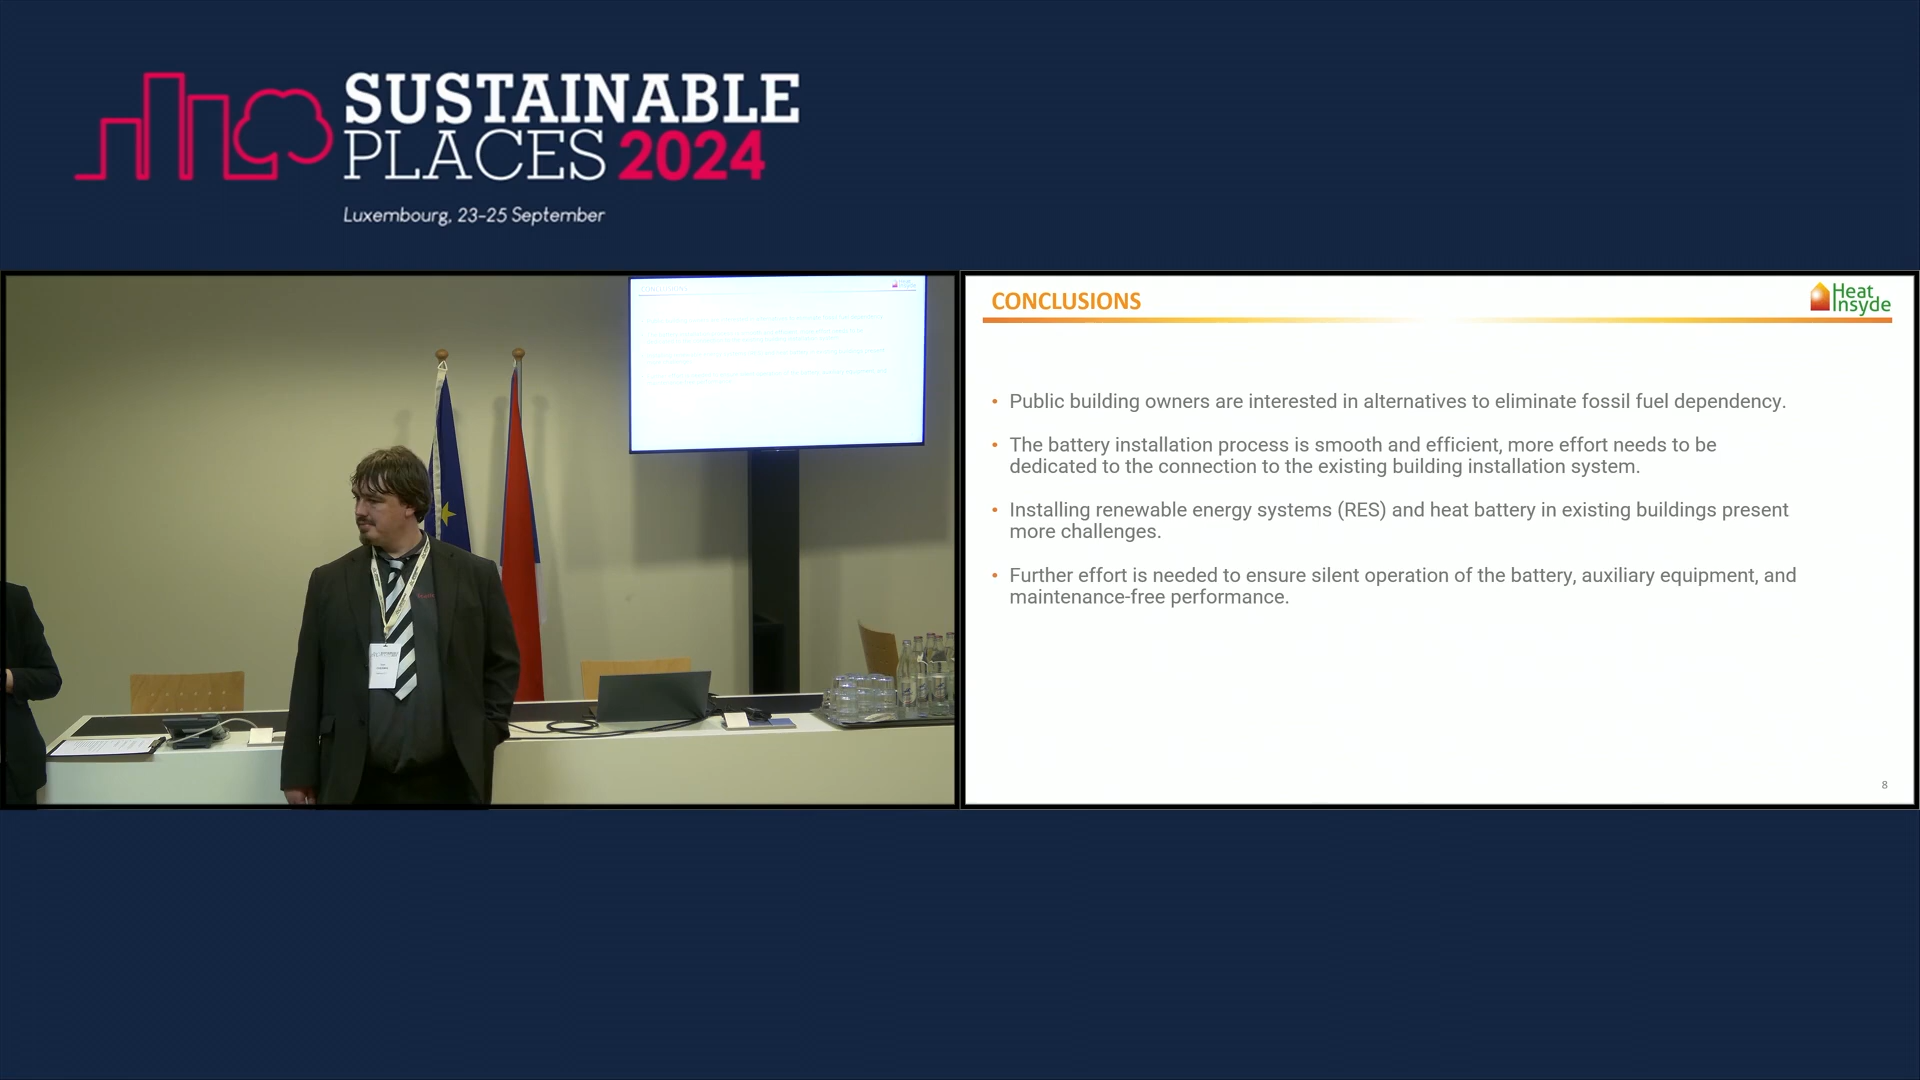 SUSTAINABLE
PLACES 2024
Luxembourg, 23-25 September
CONCLUSIONS
Heat
Insyde
• Public building owners are interested in alternatives to eliminate fossil fuel dependency.
• The battery installation process is smooth and efficient, more effort needs to be
dedicated to the connection to the existing building installation system.
• Installing renewable energy systems (RES) and heat battery in existing buildings present
more challenges.
• Further effort is needed to ensure silent operation of the battery, auxiliary equipment, and
maintenance-free performance.
8